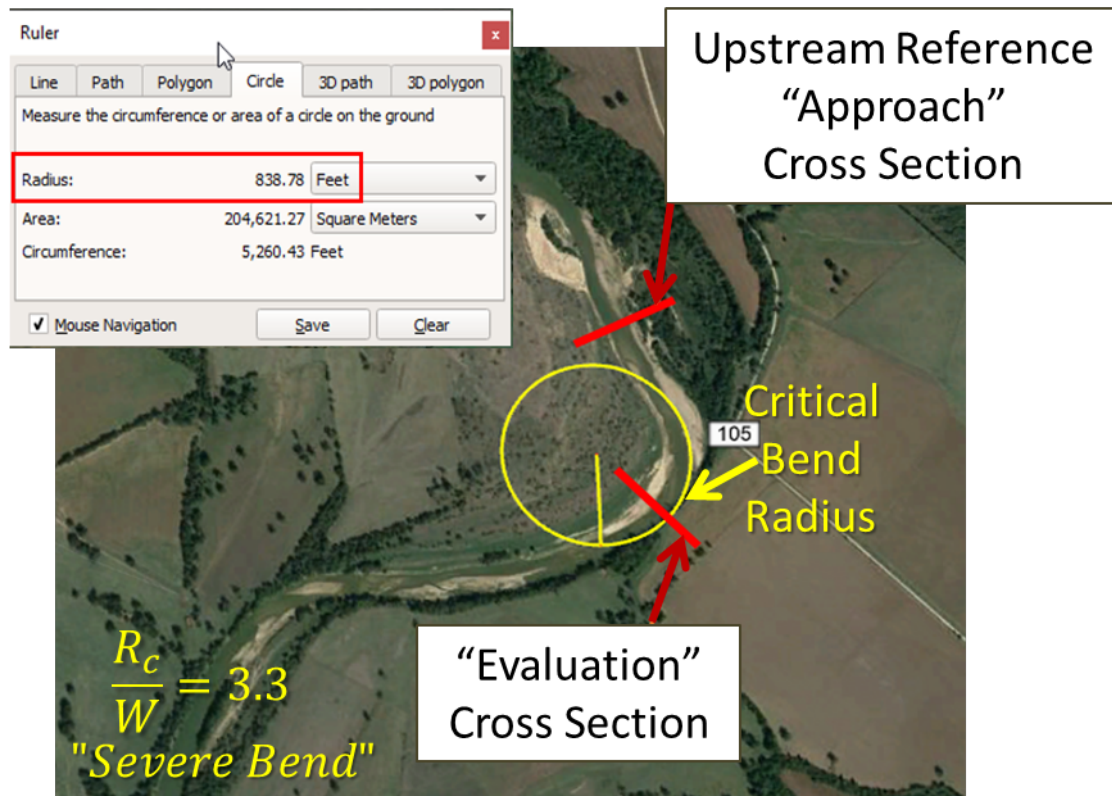 Ruler
x
Line Path Polygon Circle 3D path 3D polygon
Measure the circumference or area of a circle on the ground
Radius: 838.78 Feet
Area: 204,621.27 Square Meters
Circumference: 5,260.43 Feet
Mouse Navigation Save Clear
Upstream Reference
“Approach”
Cross Section
Critical
105
Bend
Radius
“Evaluation”
Cross Section
R_c
W
= 3.3
"Severe Bend"